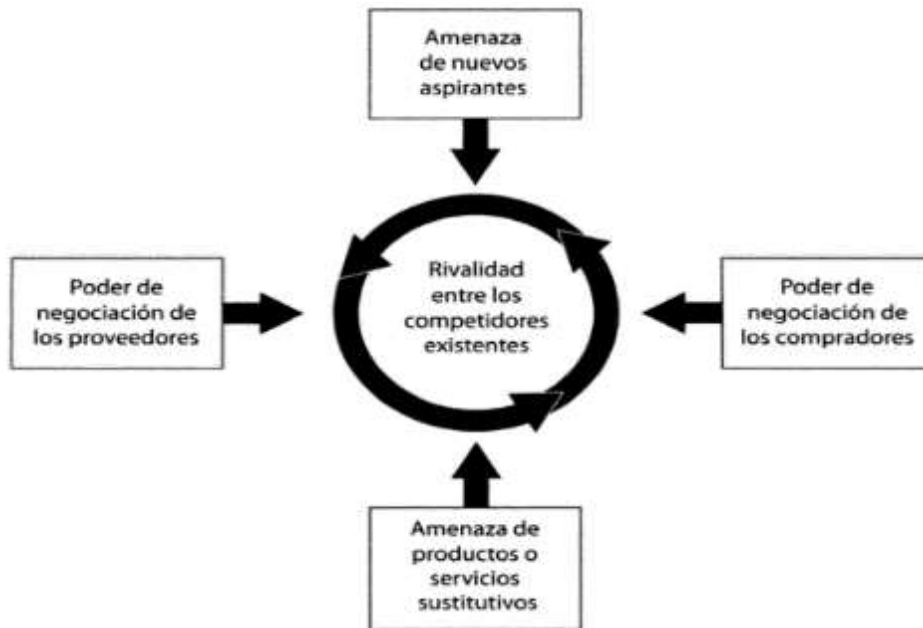 Amenaza
de nuevos
aspirantes
Poder de
negociación de
los proveedores
Rivalidad
entre los
competidores
existentes
Poder de
negociación de
los compradores
Amenaza de
productos o
servicios
sustitutivos